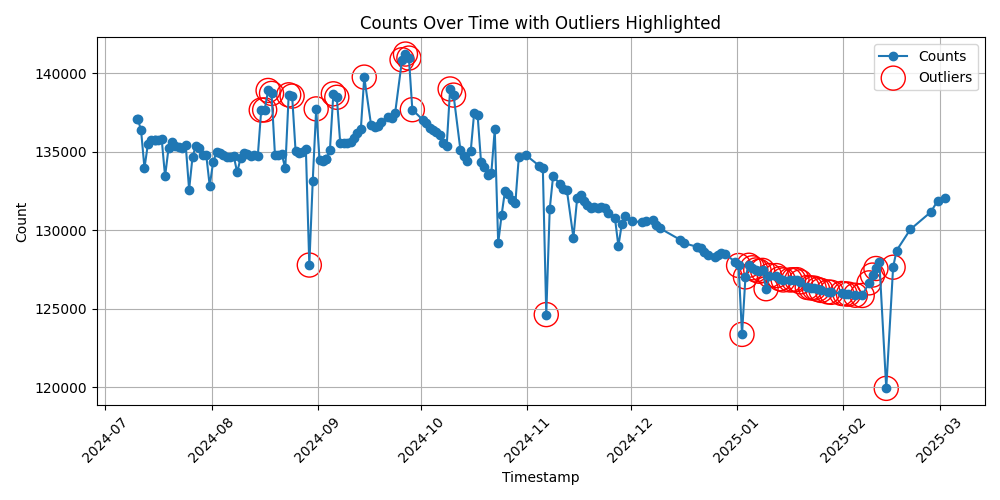 Counts Over Time with Outliers Highlighted
Counts
Outliers
Count
140000
135000
130000
125000
120000
2024-07
2024-08
2024-09
2024-10
2024-11
2024-12
2025-01
2025-02
2025-03
Timestamp